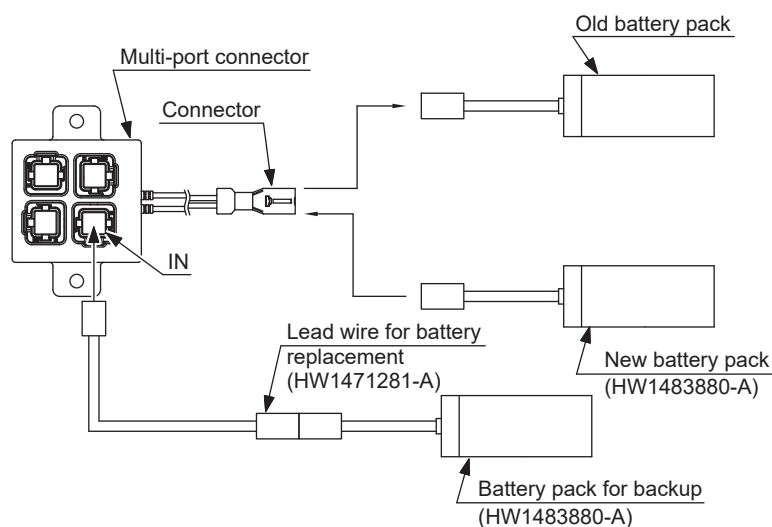 Old battery pack
Multi-port connector
Connector
IN
Lead wire for battery
replacement
(HW1471281-A)
New battery pack
(HW1483880-A)
Battery pack for backup
(HW1483880-A)